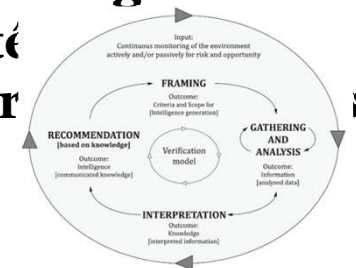 Input:
Continuous monitoring of the environment
actively and/or passively for risk and opportunity
FRAMING
Outcome:
Criteria and Scope for
[Intelligence generation]
GATHERING
AND
ANALYSIS
Outcome:
Information
[analysed data]
RECOMMENDATION
[based on knowledge]
Outcome:
Intelligence
[communicated knowledge]
Verification
model
INTERPRETATION
Outcome:
Knowledge
[interpreted information]